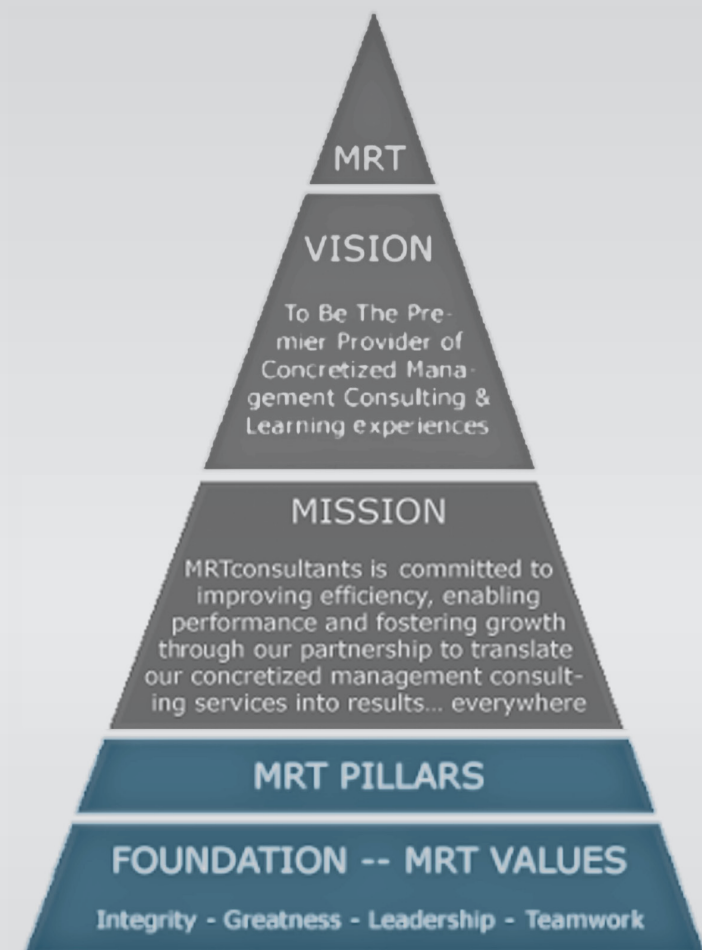 MRT
VISION
To Be The Pre-
mier Provider of
Concretized Mana-
gement Consulting &
Learning experiences
MISSION
MRTconsultants is committed to
improving efficiency, enabling
performance and fostering growth
through our partnership to translate
our concretized management consult-
ing services into results... everywhere
MRT PILLARS
FOUNDATION -- MRT VALUES
Integrity - Greatness - Leadership - Teamwork